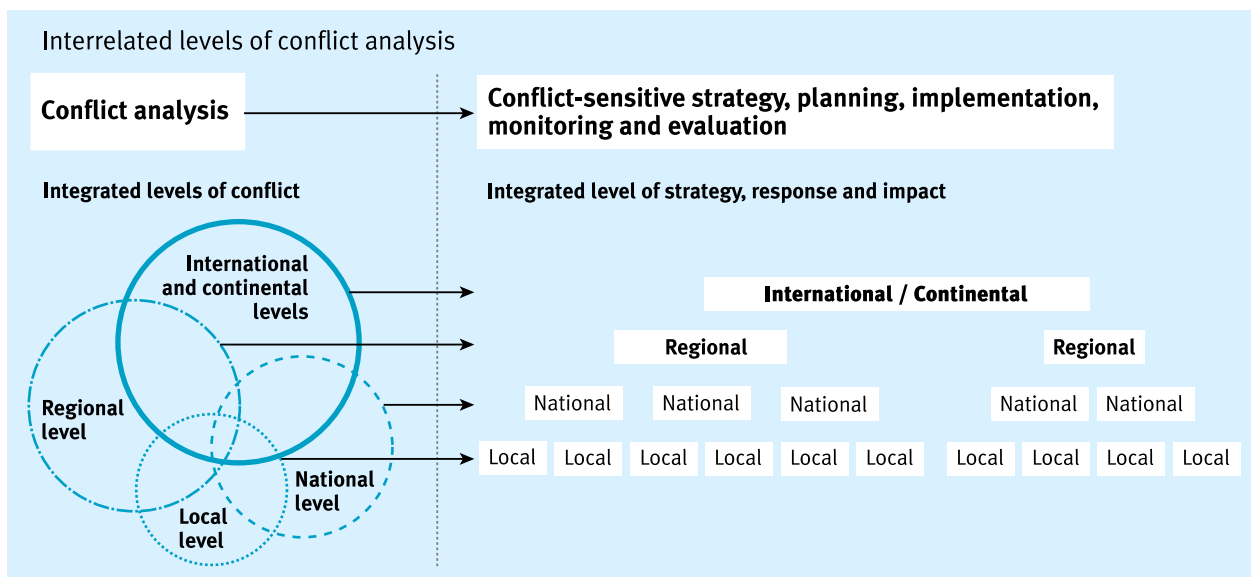 Interrelated levels of conflict analysis
Conflict analysis
Conflict-sensitive strategy, planning, implementation,
monitoring and evaluation
Integrated levels of conflict
Integrated level of strategy, response and impact
International
and continental
levels
Regional
level
National
level
Local
level
International / Continental
Regional
Regional
National
National
National
National
National
Local
Local
Local
Local
Local
Local
Local
Local
Local
Local